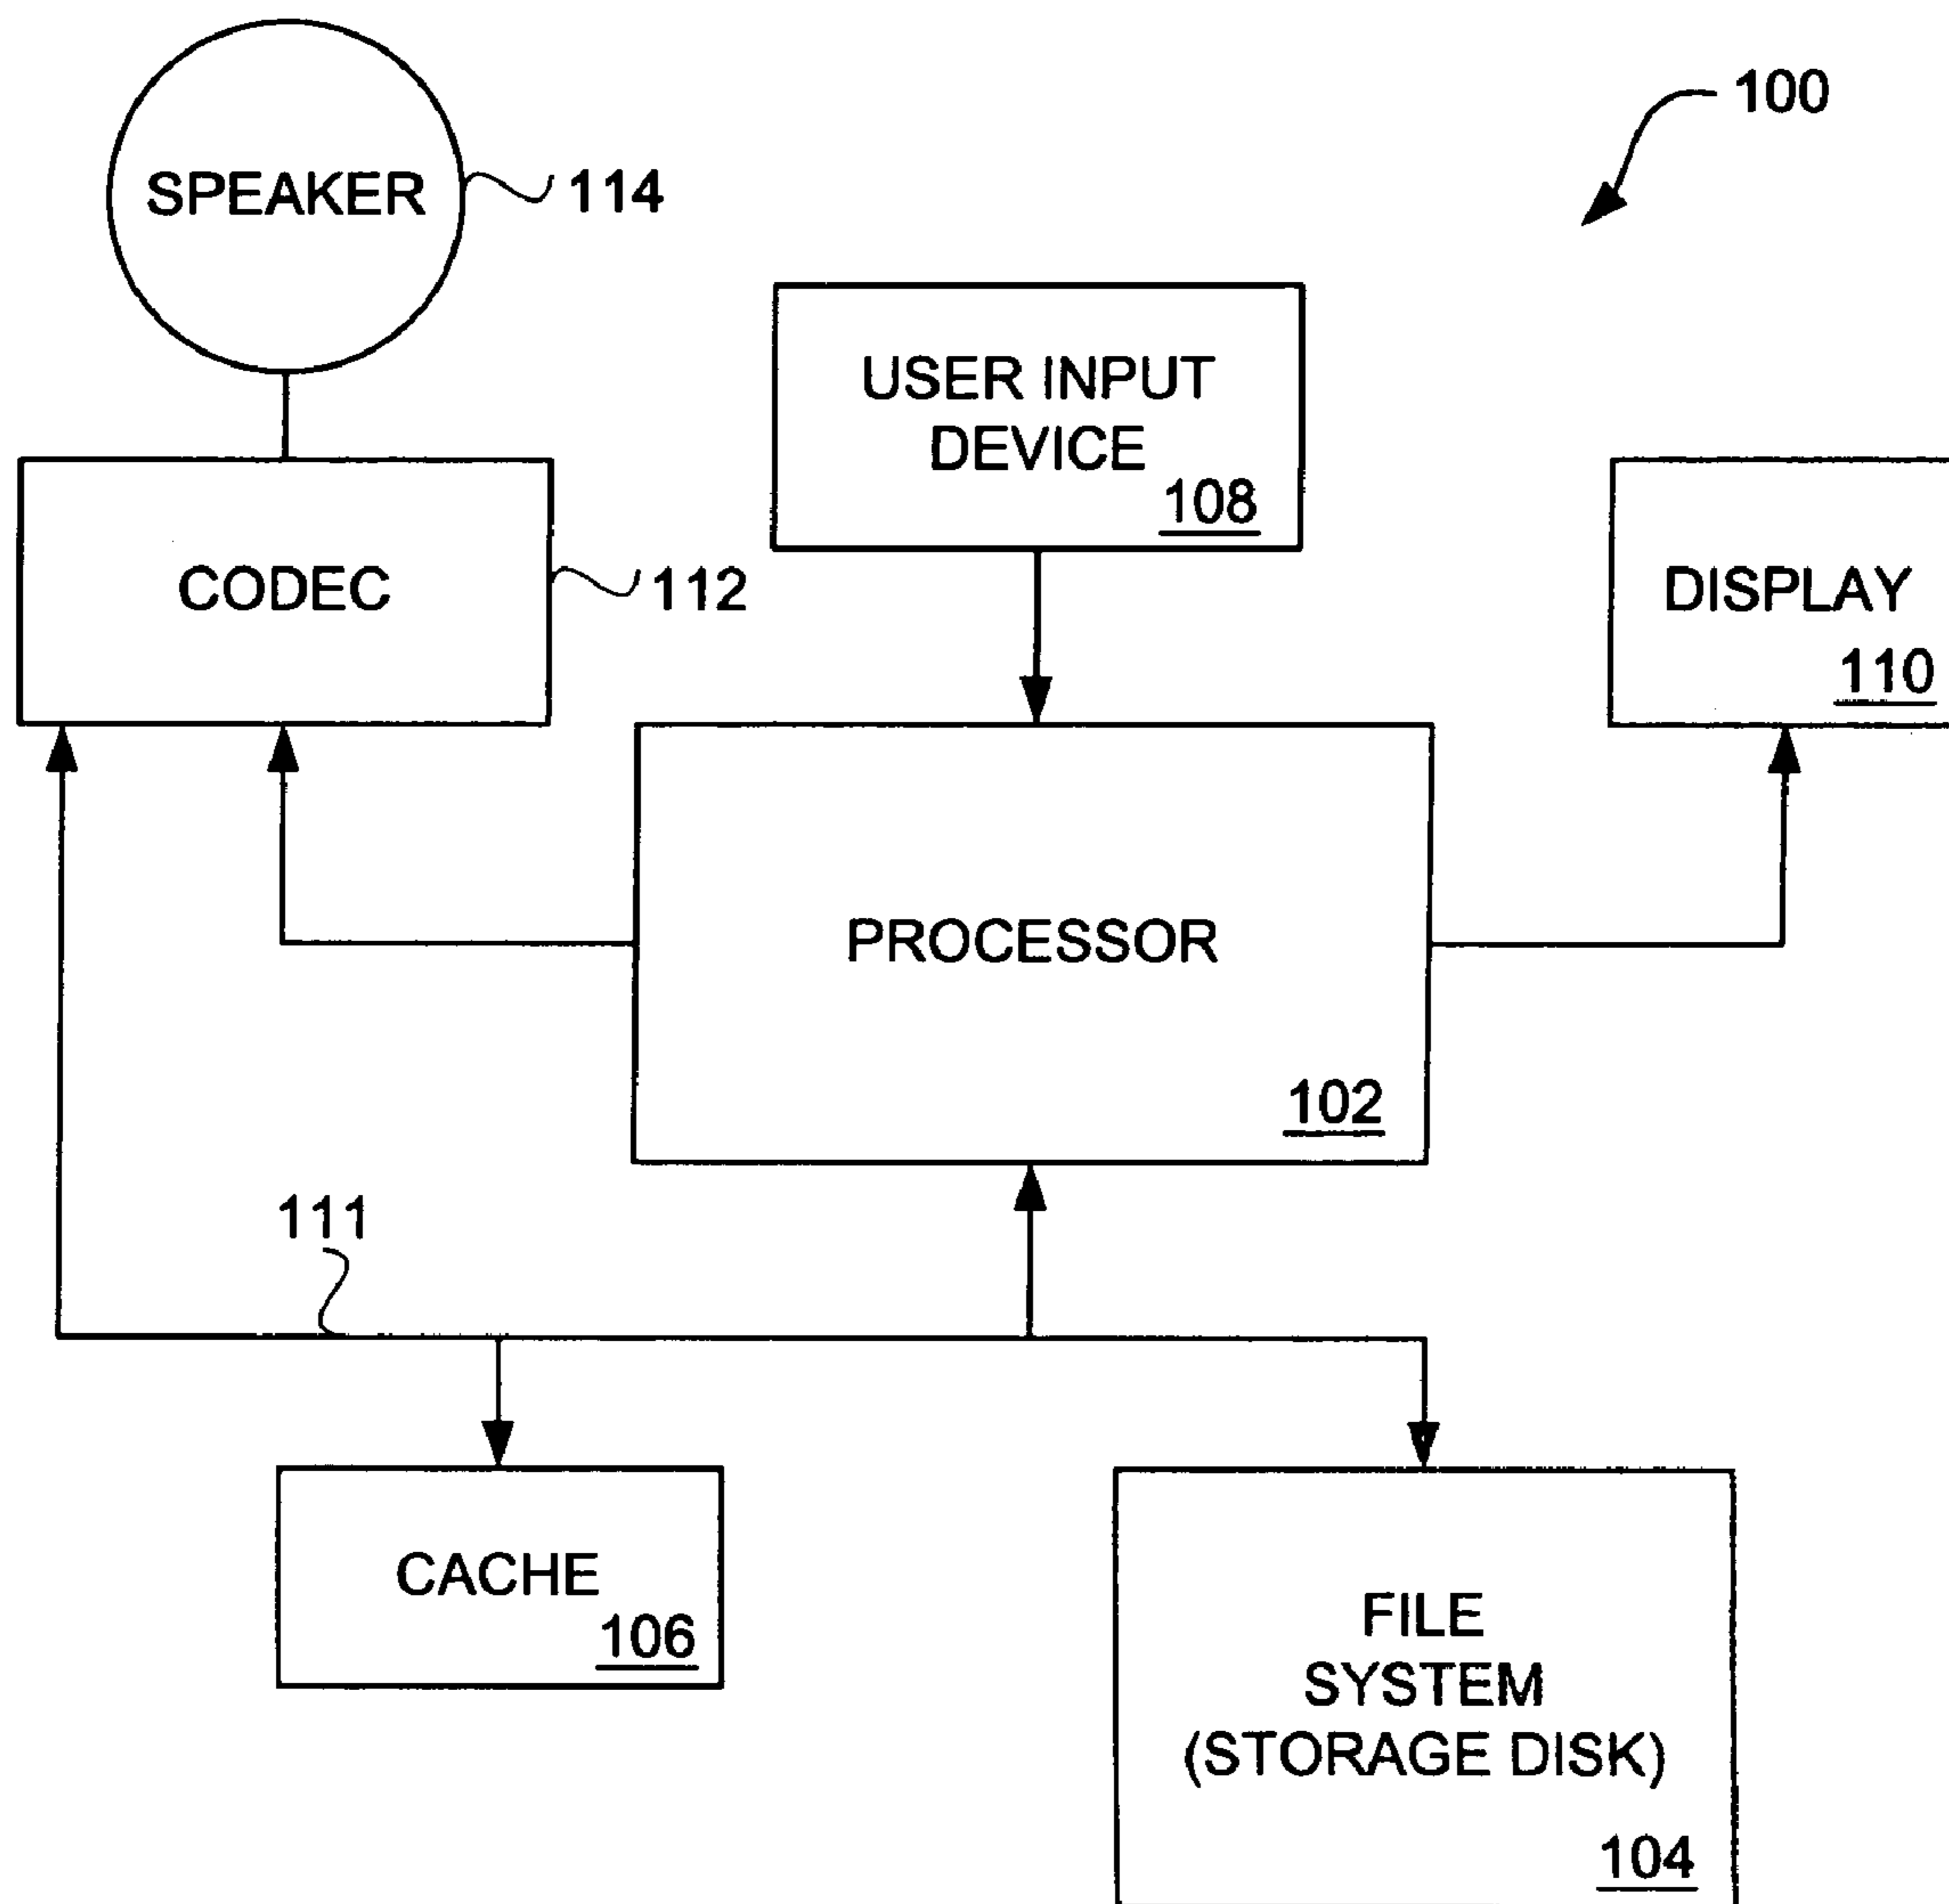 100
SPEAKER
114
USER INPUT
DEVICE
108
CODEC
112
DISPLAY
110
PROCESSOR
102
111
CACHE
106
FILE
SYSTEM
(STORAGE DISK)
104